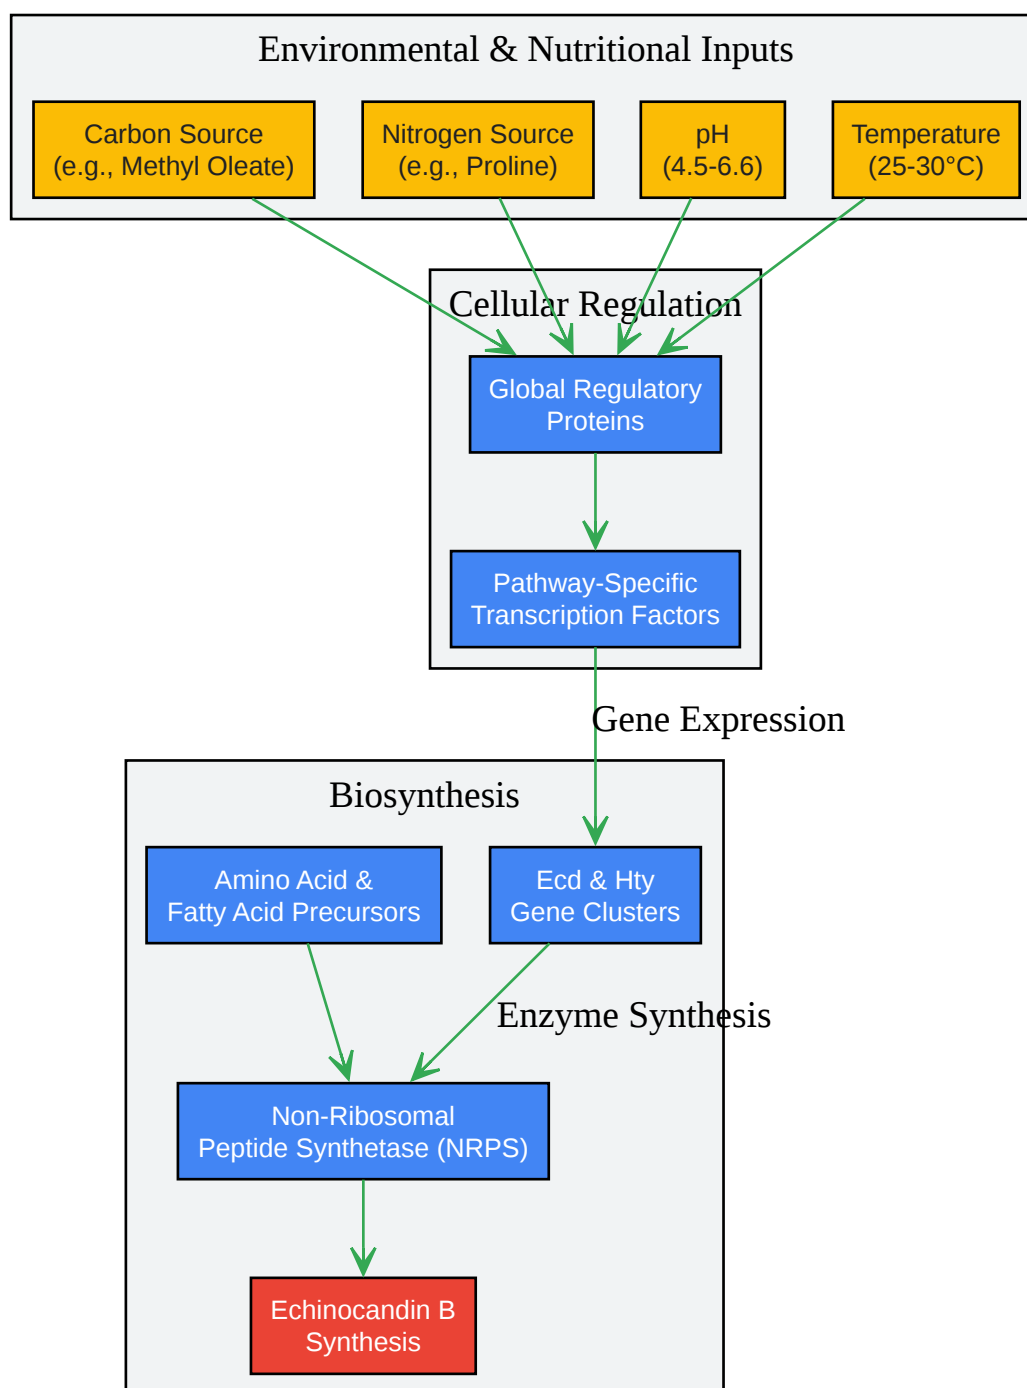 Environmental & Nutritional Inputs
Carbon Source
(e.g., Methyl Oleate)
Nitrogen Source
(e.g., Proline)
pH
(4.5-6.6)
Temperature
(25-30°C)
Cellular Regulation
Global Regulatory
Proteins
Pathway-Specific
Transcription Factors
Gene Expression
Biosynthesis
Amino Acid &
Fatty Acid Precursors
Ecd & Hty
Gene Clusters
Enzyme Synthesis
Non-Ribosomal
Peptide Synthetase (NRPS)
Echinocandin B
Synthesis